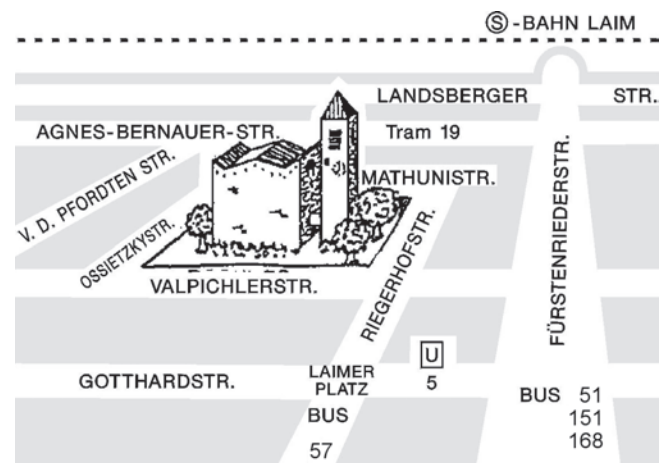 Ⓢ-BAHN LAIM
LANDSBERGER STR.
AGNES-BERNAUER-STR.
Tram 19
V. D. PFORDTEN STR.
MATHUNISTR.
OSSIETZKYSTR.
VALPICHLERSTR.
RIEGERHOFSTR.
FÜRSTENRIEDERSTR.
GOTTHARDSTR.
LAIMER
PLATZ
U
5
BUS
57
BUS 51
151
168